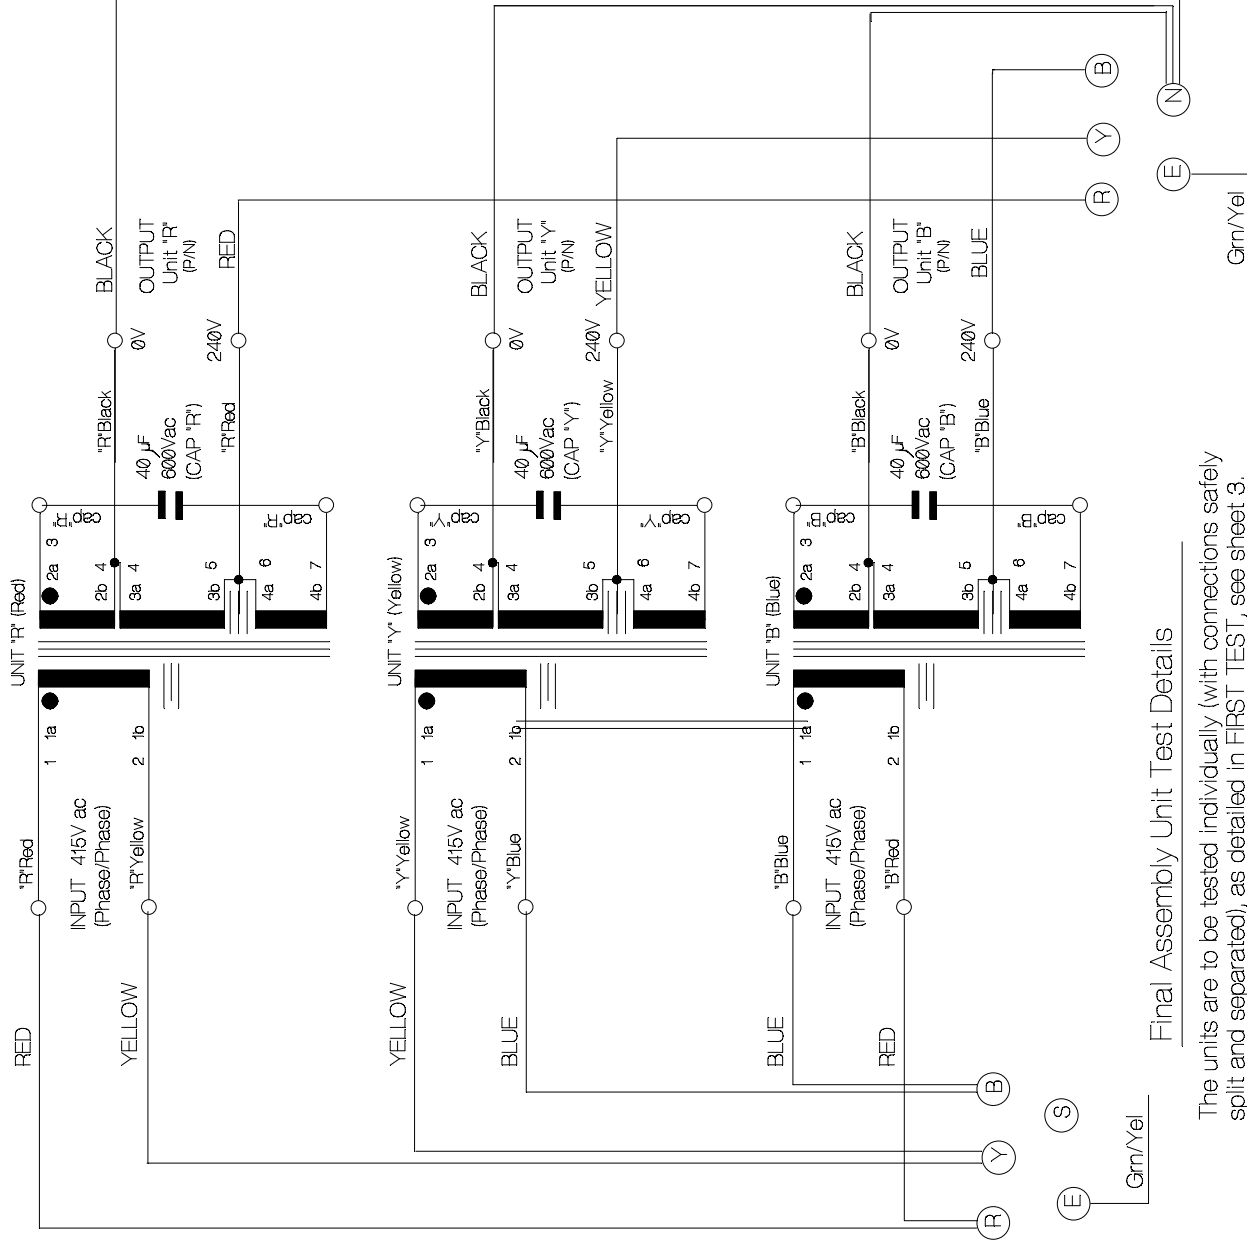 UNIT "R" (Red)
"R"Red
RED
INPUT 415V ac
(Phase/Phase)
"R"Yellow
YELLOW
1
1a
2
1b
2a
3
2b
4
3a
4
3b
5
4a
6
4b
7
cap"R"
cap"R"
40 µF
600Vac
(CAP "R")
"R"Black
"R"Red
0V
240V
BLACK
OUTPUT
Unit "R"
(P/N)
RED
UNIT "Y" (Yellow)
"Y"Yellow
YELLOW
INPUT 415V ac
(Phase/Phase)
"Y"Blue
BLUE
1
1a
2
1b
2a
3
2b
4
3a
4
3b
5
4a
6
4b
7
cap"Y"
cap"Y"
40 µF
600Vac
(CAP "Y")
"Y"Black
"Y"Yellow
0V
240V
BLACK
OUTPUT
Unit "Y"
(P/N)
YELLOW
UNIT "B" (Blue)
"B"Blue
BLUE
INPUT 415V ac
(Phase/Phase)
"B"Red
RED
1
1a
2
1b
2a
3
2b
4
3a
4
3b
5
4a
6
4b
7
cap"B"
cap"B"
40 µF
600Vac
(CAP "B")
"B"Black
"B"Blue
0V
240V
BLACK
OUTPUT
Unit "B"
(P/N)
BLUE
R
Y
B
E
S
Grn/Yel
R
Y
B
E
N
Grn/Yel
Final Assembly Unit Test Details
The units are to be tested individually (with connections safely
split and separated), as detailed in FIRST TEST, see sheet 3.